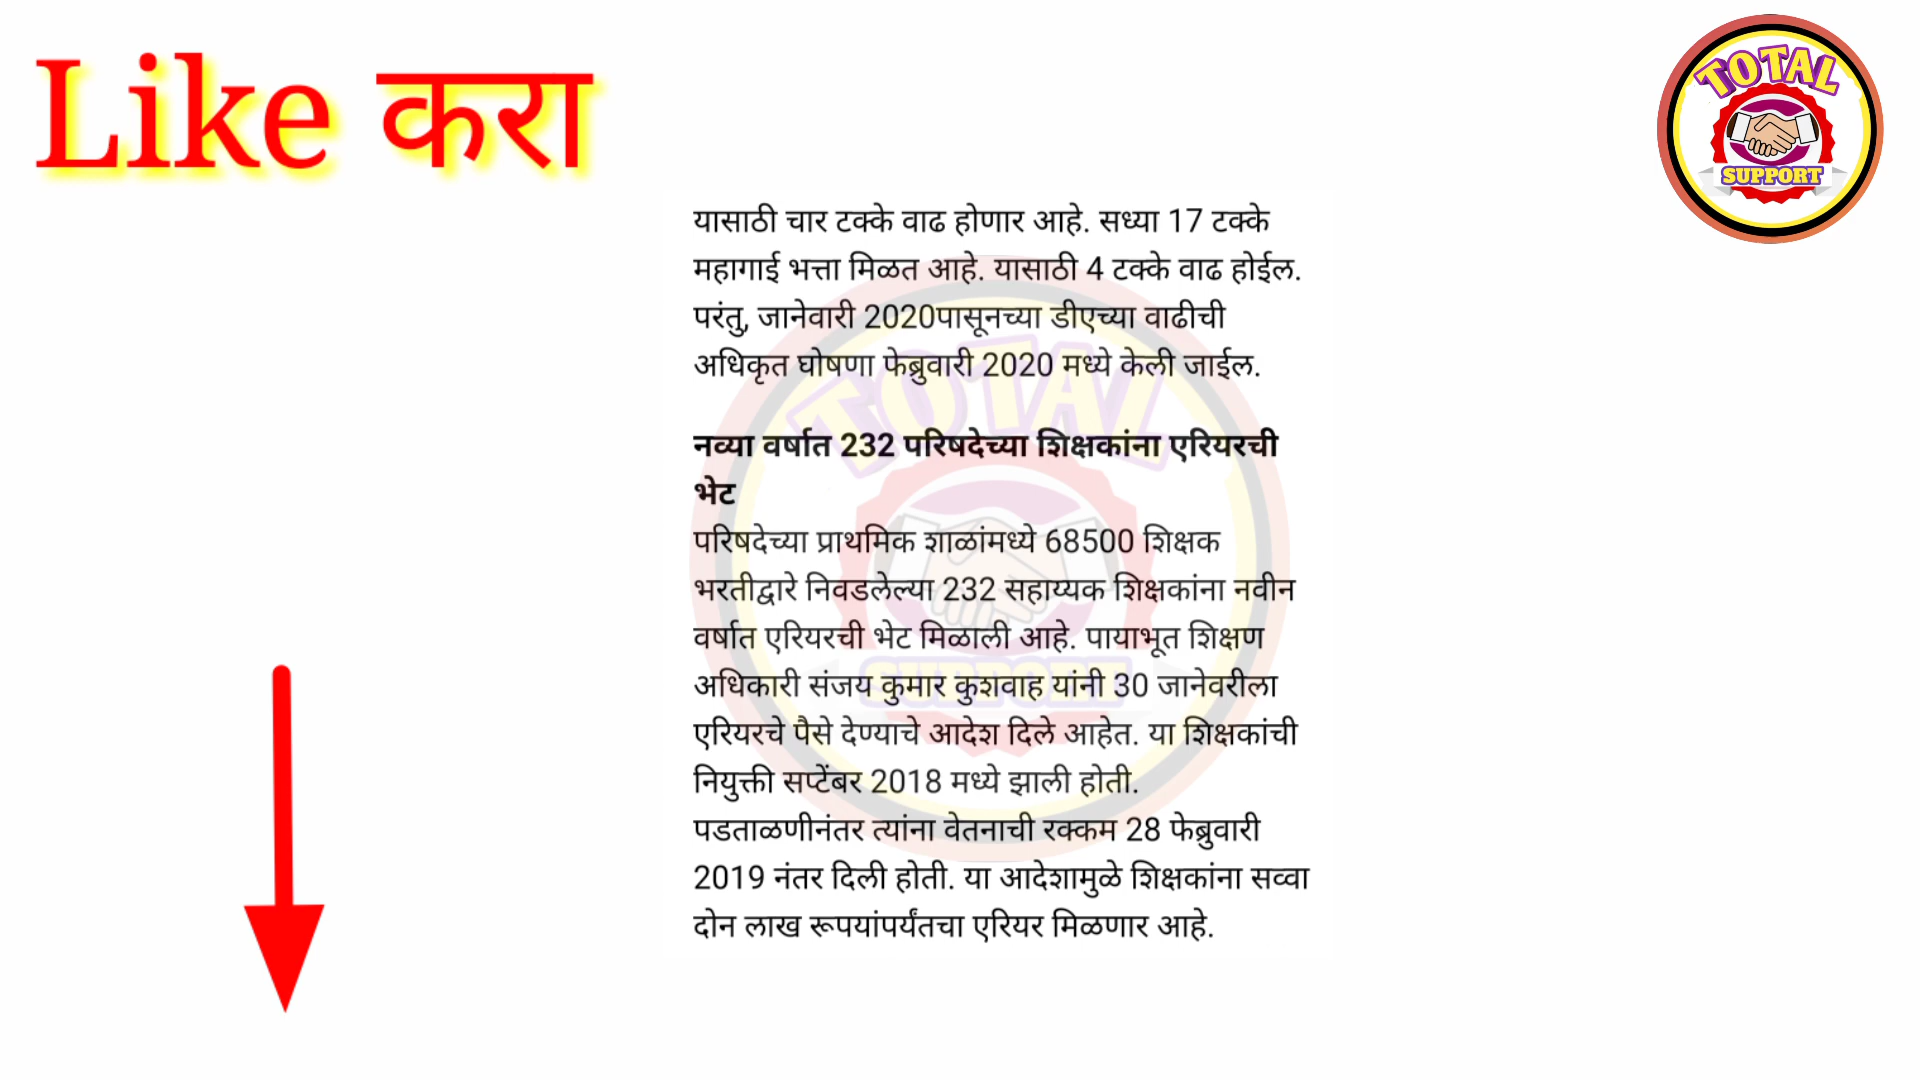 Like करा
TOTAL
SUPPORT
यासाठी चार टक्के वाढ होणार आहे. सध्या 17 टक्के
महागाई भत्ता मिळत आहे. यासाठी 4 टक्के वाढ होईल.
परंतु, जानेवारी 2020पासूनच्या डीएच्या वाढीची
अधिकृत घोषणा फेब्रुवारी 2020 मध्ये केली जाईल.
नव्या वर्षात 232 परिषदेच्या शिक्षकांना एरियरची
भेट
परिषदेच्या प्राथमिक शाळांमध्ये 68500 शिक्षक
भरतीद्वारे निवडलेल्या 232 सहाय्यक शिक्षकांना नवीन
वर्षात एरियरची भेट मिळाली आहे. पायाभूत शिक्षण
अधिकारी संजय कुमार कुशवाह यांनी 30 जानेवरीला
एरियरचे पैसे देण्याचे आदेश दिले आहेत. या शिक्षकांची
नियुक्ती सप्टेंबर 2018 मध्ये झाली होती.
पडताळणीनंतर त्यांना वेतनाची रक्कम 28 फेब्रुवारी
2019 नंतर दिली होती. या आदेशामुळे शिक्षकांना सव्वा
दोन लाख रूपयांपर्यंतचा एरियर मिळणार आहे.
TOTAL
SUPPORT